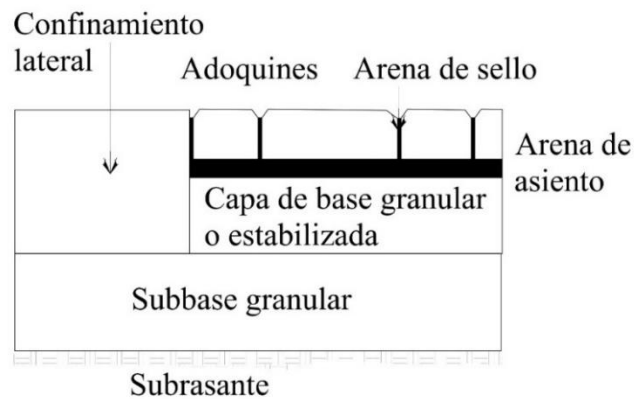 Confinamiento
lateral
Adoquines
Arena de sello
Arena de
asiento
Capa de base granular
o estabilizada
Subbase granular
Subrasante